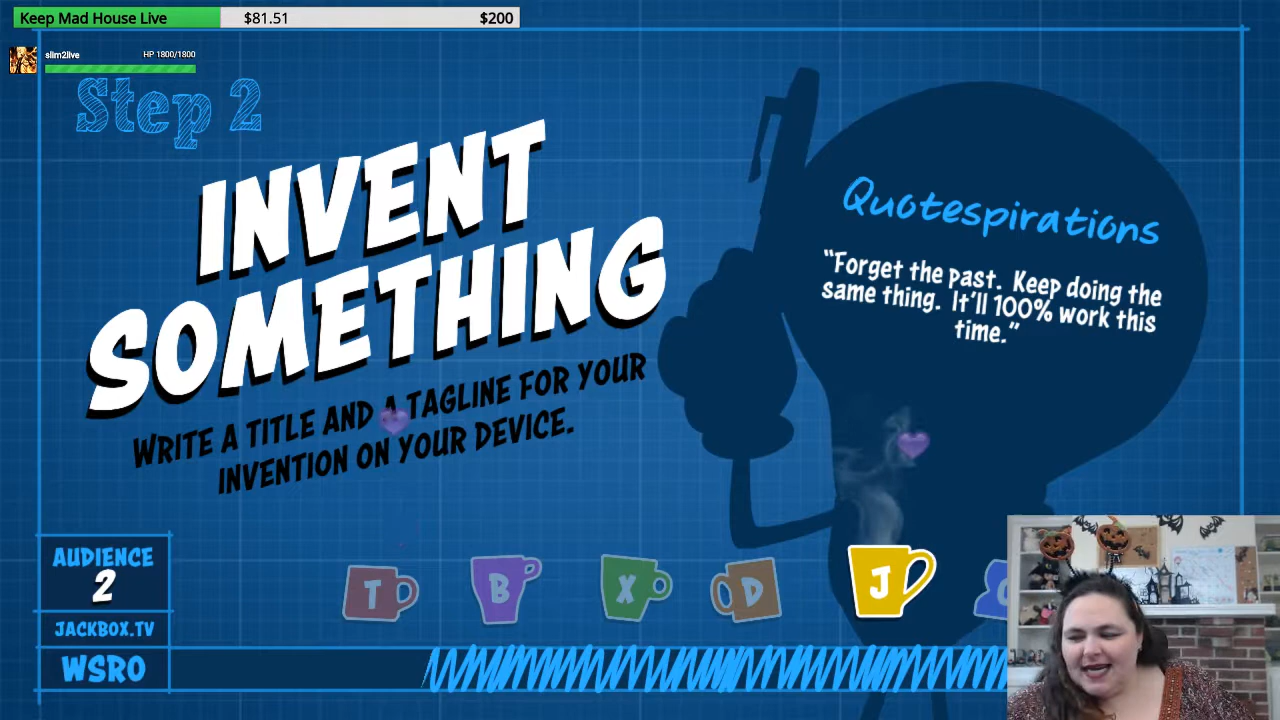 Keep Mad House Live $81.51 $200
slim2live HP 1800/1800
Step 2
INVENT
SOMETHING
WRITE A TITLE AND A TAGLINE FOR YOUR
INVENTION ON YOUR DEVICE.
Quotespirations
“Forget the past. Keep doing the
same thing. It'll 100% work this
time.”
T B X D J
AUDIENCE
2
JACKBOX.TV
WSRO